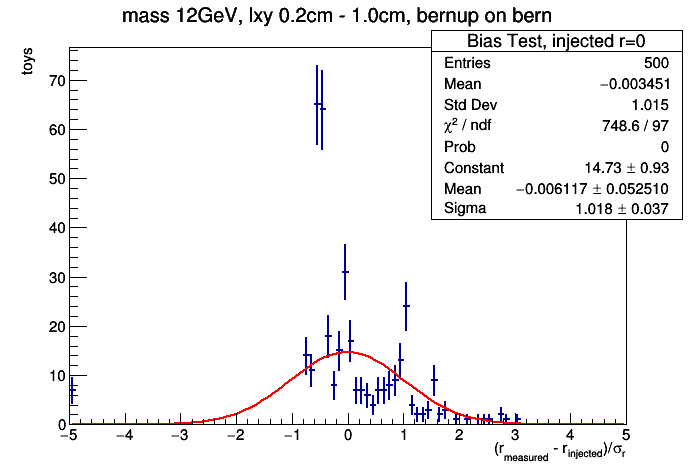 mass 12GeV, lxy 0.2cm - 1.0cm, bernup on bern
Bias Test, injected r=0
Entries 500
Mean −0.003451
Std Dev 1.015
χ² / ndf 748.6 / 97
Prob 0
Constant 14.73 ± 0.93
Mean −0.006117 ± 0.052510
Sigma 1.018 ± 0.037
toys
70
60
50
40
30
20
10
0
−5 −4 −3 −2 −1 0 1 2 3 4 5
(r_measured - r_injected)/σ_r